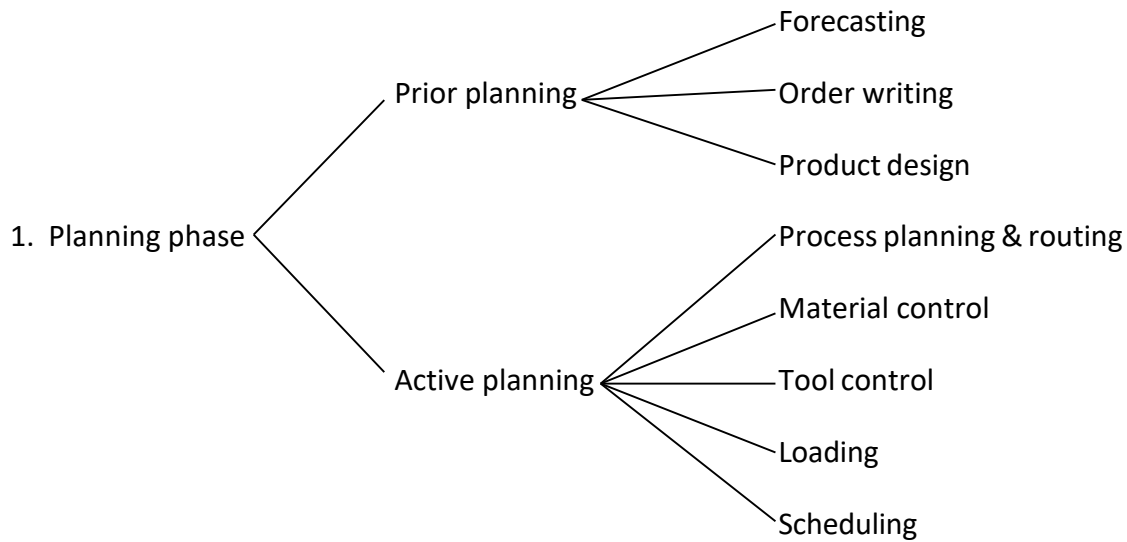 Forecasting
Prior planning
Order writing
Product design
1. Planning phase
Process planning & routing
Material control
Active planning
Tool control
Loading
Scheduling